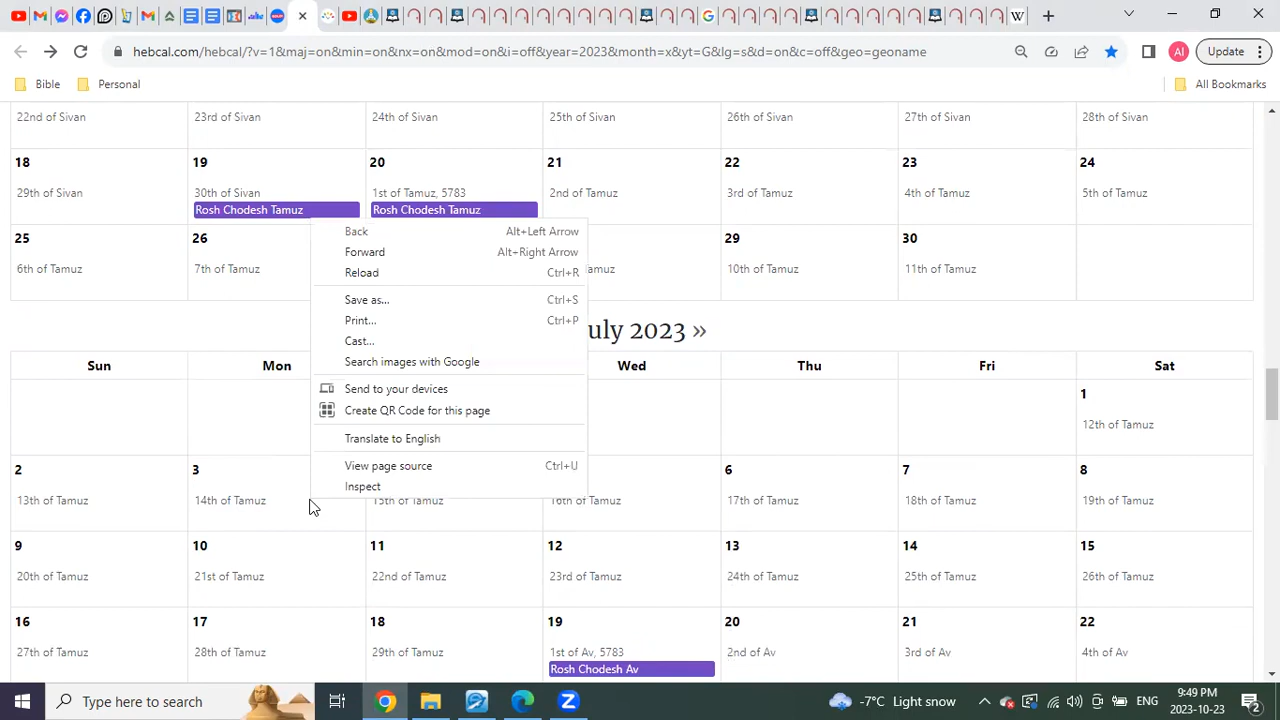 AI
hebcal.com/hebcal/?v=1&maj=on&min=on&nx=on&mod=on&i=off&year=2023&month=x&yt=G&lg=s&d=on&c=off&geo=geoname
Update
Bible
Personal
All Bookmarks
22nd of Sivan 23rd of Sivan 24th of Sivan 25th of Sivan 26th of Sivan 27th of Sivan 28th of Sivan
18 19 20 21 22 23 24
29th of Sivan 30th of Sivan 1st of Tamuz, 5783 2nd of Tamuz 3rd of Tamuz 4th of Tamuz 5th of Tamuz
Rosh Chodesh Tamuz Rosh Chodesh Tamuz
25 26 29 30
6th of Tamuz 7th of Tamuz amuz 10th of Tamuz 11th of Tamuz
Back Alt+Left Arrow
Forward Alt+Right Arrow
Reload Ctrl+R
Save as... Ctrl+S
Print... Ctrl+P
Cast...
Search images with Google
Send to your devices
Create QR Code for this page
Translate to English
View page source Ctrl+U
Inspect
uly 2023 »
Sun Mon Wed Thu Fri Sat
1
12th of Tamuz
2 3 6 7 8
13th of Tamuz 14th of Tamuz 15th of Tamuz 16th of Tamuz 17th of Tamuz 18th of Tamuz 19th of Tamuz
9 10 11 12 13 14 15
20th of Tamuz 21st of Tamuz 22nd of Tamuz 23rd of Tamuz 24th of Tamuz 25th of Tamuz 26th of Tamuz
16 17 18 19 20 21 22
27th of Tamuz 28th of Tamuz 29th of Tamuz 1st of Av, 5783 2nd of Av 3rd of Av 4th of Av
Rosh Chodesh Av
Type here to search
-7°C Light snow
ENG
9:49 PM
2023-10-23
2